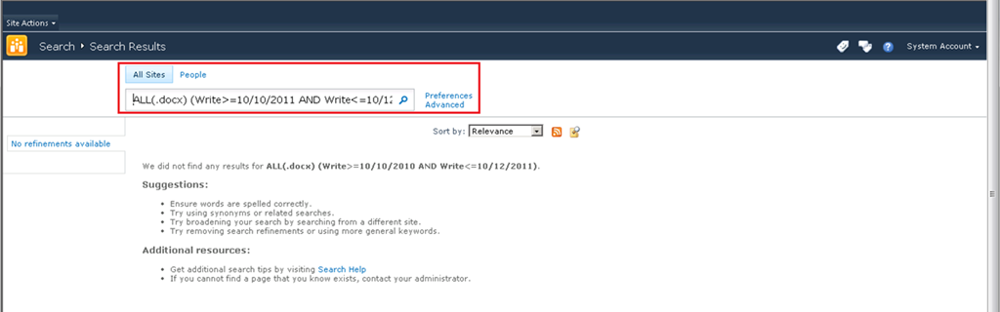 Site Actions
Search Search Results
System Account
All Sites People
ALL(.docx) (Write>=10/10/2011 AND Write<=10/12
Preferences
Advanced
Sort by: Relevance
No refinements available
We did not find any results for ALL(.docx) (Write>=10/10/2010 AND Write<=10/12/2011).
Suggestions:
Ensure words are spelled correctly.
Try using synonyms or related searches.
Try broadening your search by searching from a different site.
Try removing search refinements or using more general keywords.
Additional resources:
Get additional search tips by visiting Search Help
If you cannot find a page that you know exists, contact your administrator.